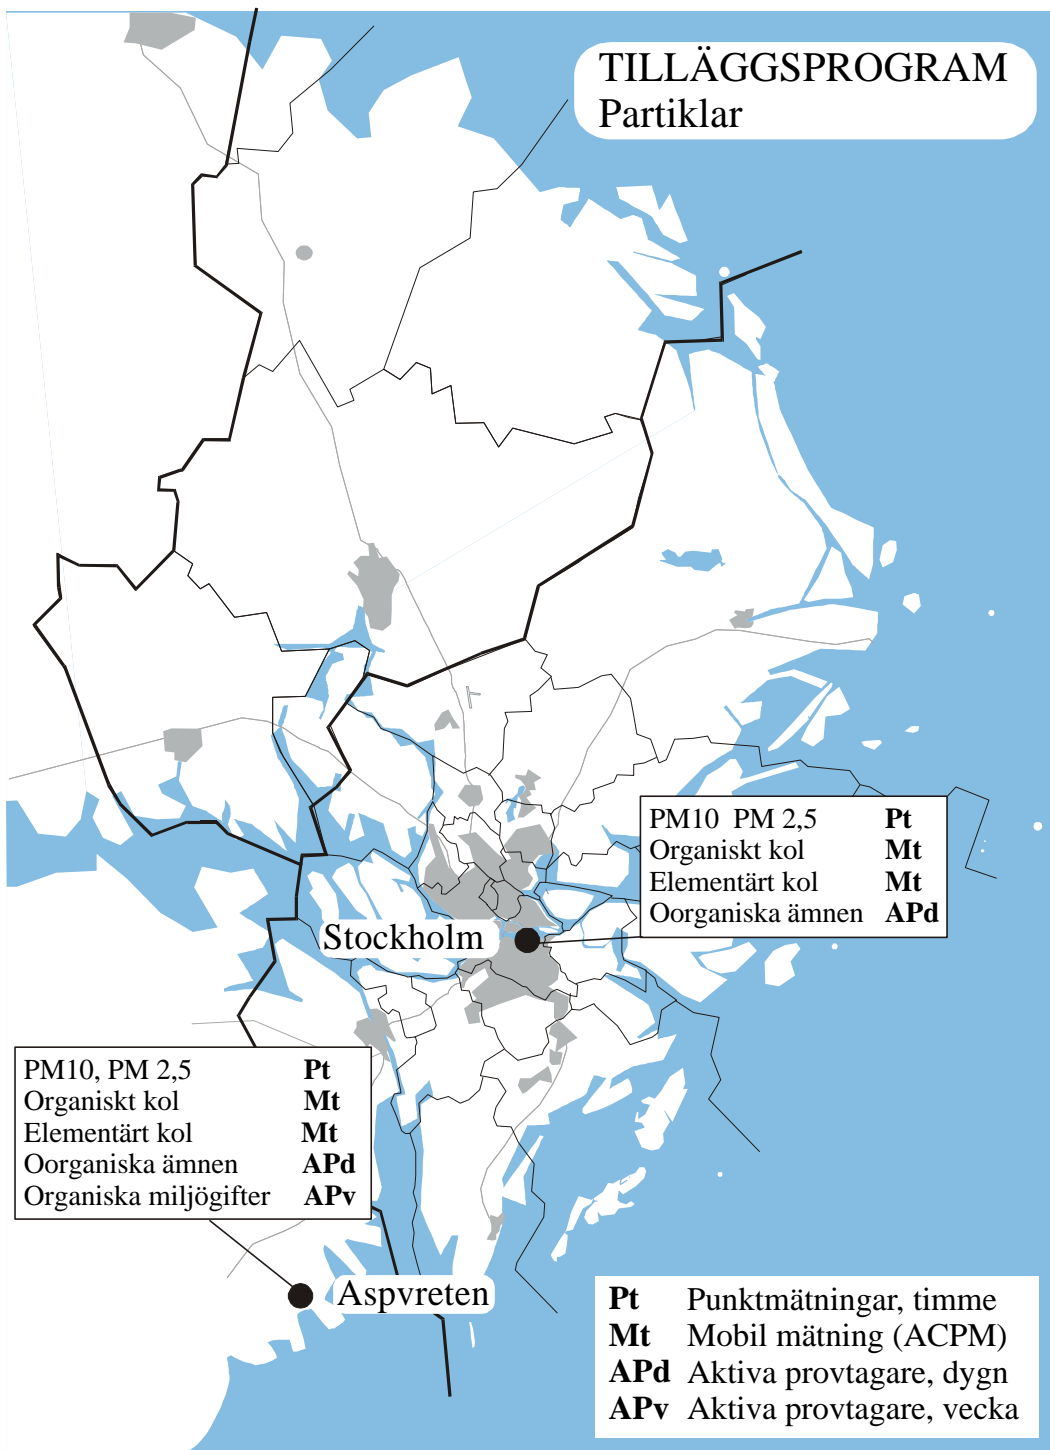 TILLÄGGSPROGRAM
Partiklar
PM10 PM 2,5 Pt
Organiskt kol Mt
Elementärt kol Mt
Oorganiska ämnen APd
Stockholm
PM10, PM 2,5 Pt
Organiskt kol Mt
Elementärt kol Mt
Oorganiska ämnen APd
Organiska miljögifter APv
Aspvreten
Pt Punktmätningar, timme
Mt Mobil mätning (ACPM)
APd Aktiva provtagare, dygn
APv Aktiva provtagare, vecka